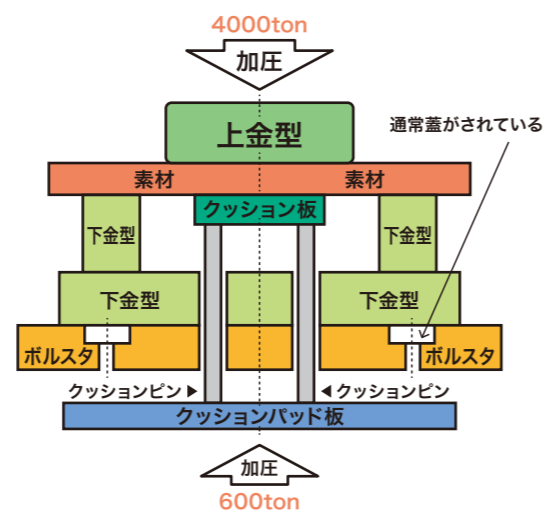 4000ton
加圧
上金型
通常蓋がされている
素材
素材
クッション板
下金型
下金型
下金型
下金型
ボルスタ
ボルスタ
クッションピン▶
◀クッションピン
クッションパッド板
加圧
600ton